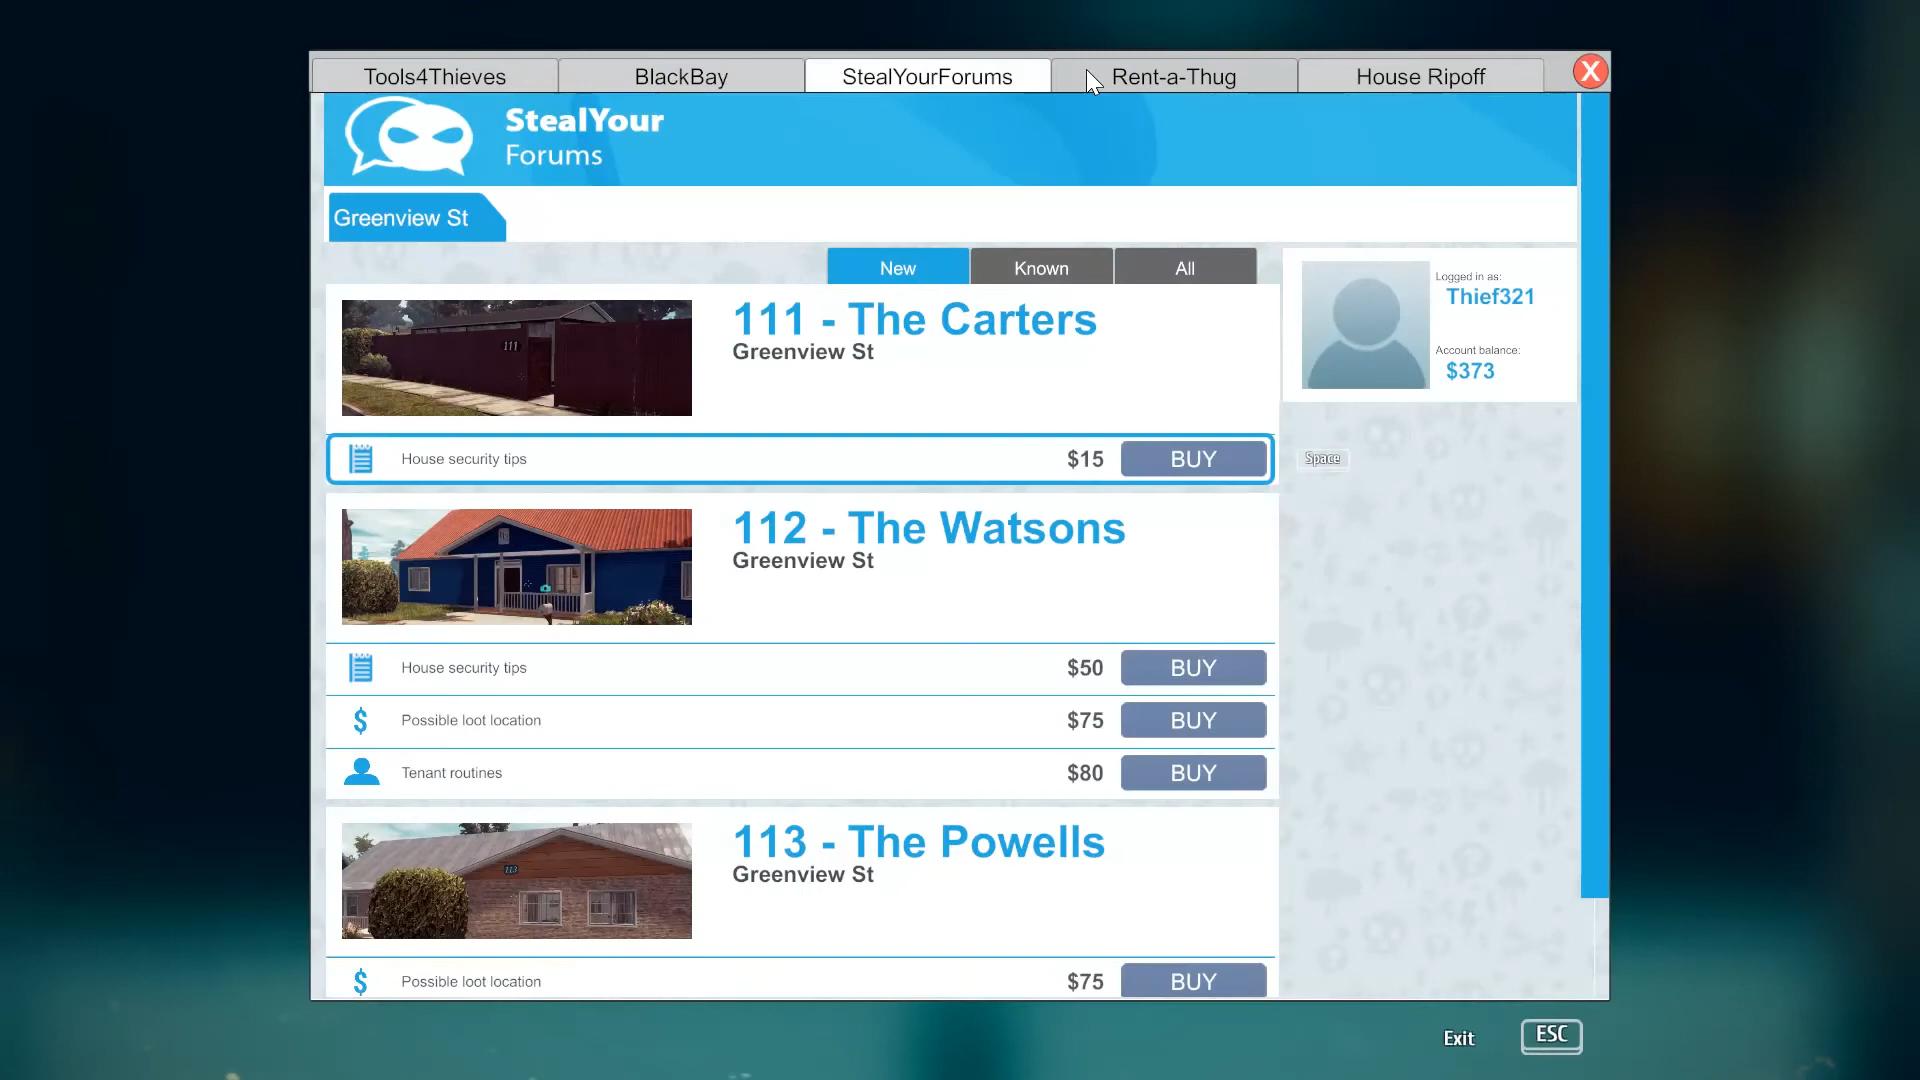 Tools4Thieves
BlackBay
StealYourForums
Rent-a-Thug
House Ripoff
X
StealYour
Forums
Greenview St
New
Known
All
Logged in as:
Thief321
Account balance:
$373
111
111 - The Carters
Greenview St
House security tips
$15
BUY
Space
112 - The Watsons
Greenview St
House security tips
$50
BUY
Possible loot location
$75
BUY
Tenant routines
$80
BUY
113
113 - The Powells
Greenview St
Possible loot location
$75
BUY
Exit
ESC